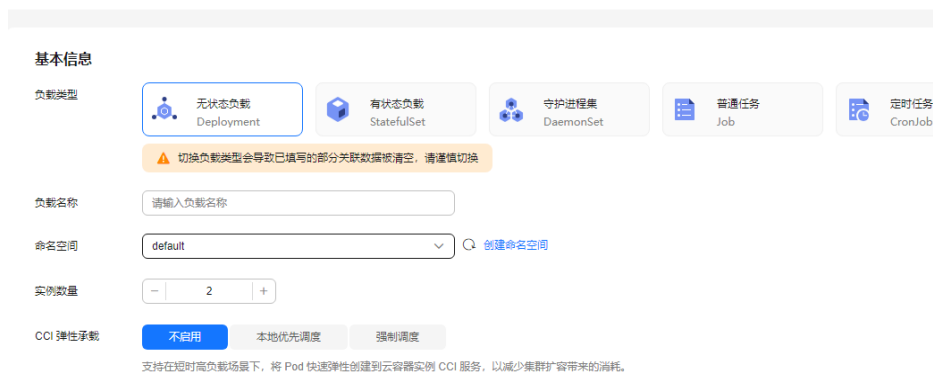 基本信息
负载类型
无状态负载
Deployment
有状态负载
StatefulSet
守护进程集
DaemonSet
普通任务
Job
定时任务
CronJob
切换负载类型会导致已填写的部分关联数据被清空，请谨慎切换
负载名称
请输入负载名称
命名空间
default
创建命名空间
实例数量
2
CCI 弹性承载
不启用
本地优先调度
强制调度
支持在短时高负载场景下，将 Pod 快速弹性创建到云容器实例 CCI 服务，以减少集群扩容带来的消耗。